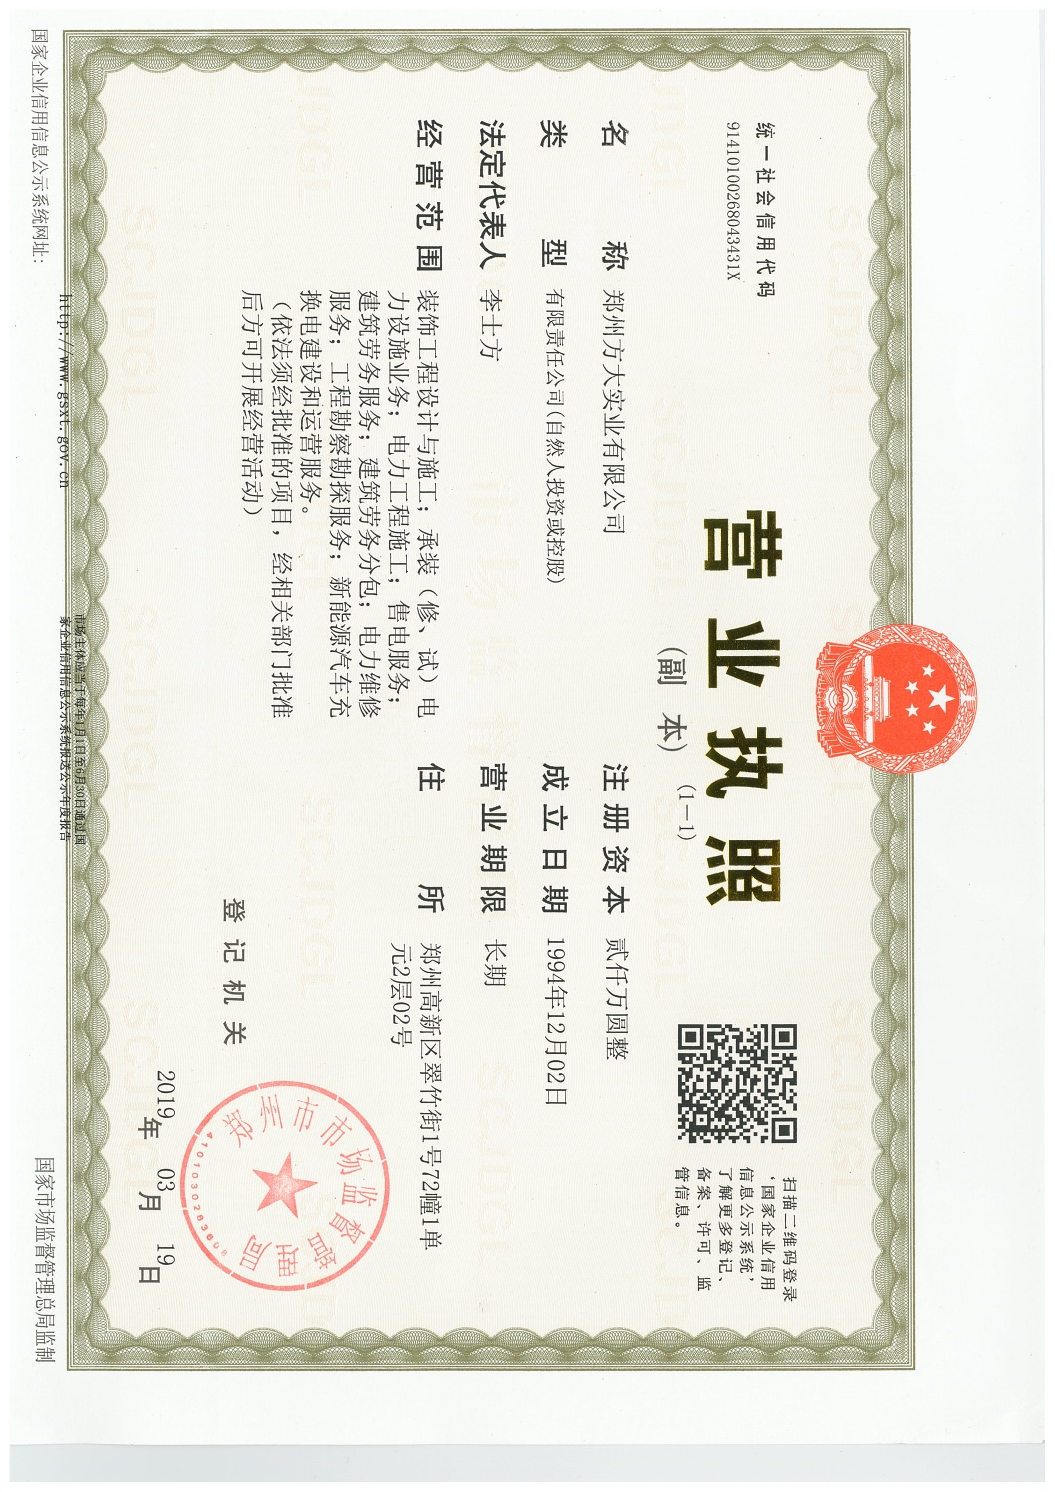 统一社会信用代码
91410100268043431X
营业执照
（副 本）
（1—1）
扫描二维码登录
‘国家企业信用
信息公示系统’
了解更多登记、
备案、许可、监
管信息。
名 称 郑州方大实业有限公司
类 型 有限责任公司(自然人投资或控股)
法定代表人 李士方
经营范围 装饰工程设计与施工；承装（修、试）电
力设施业务；电力工程施工；售电服务；
建筑劳务服务；建筑劳务分包；电力维修
服务；工程勘察勘探服务；新能源汽车充
换电建设和运营服务。
（依法须经批准的项目，经相关部门批准
后方可开展经营活动）
注册资本 贰仟万圆整
成立日期 1994年12月02日
营业期限 长期
住 所 郑州高新区翠竹街1号72幢1单
元2层02号
登记机关
郑州市市场监督管理局
2019年 03月 19日
国家企业信用信息公示系统网址：
http://www.gsxt.gov.cn
市场主体应当于每年1月1日至6月30日通过国
家企业信用信息公示系统报送公示年度报告
国家市场监督管理总局监制